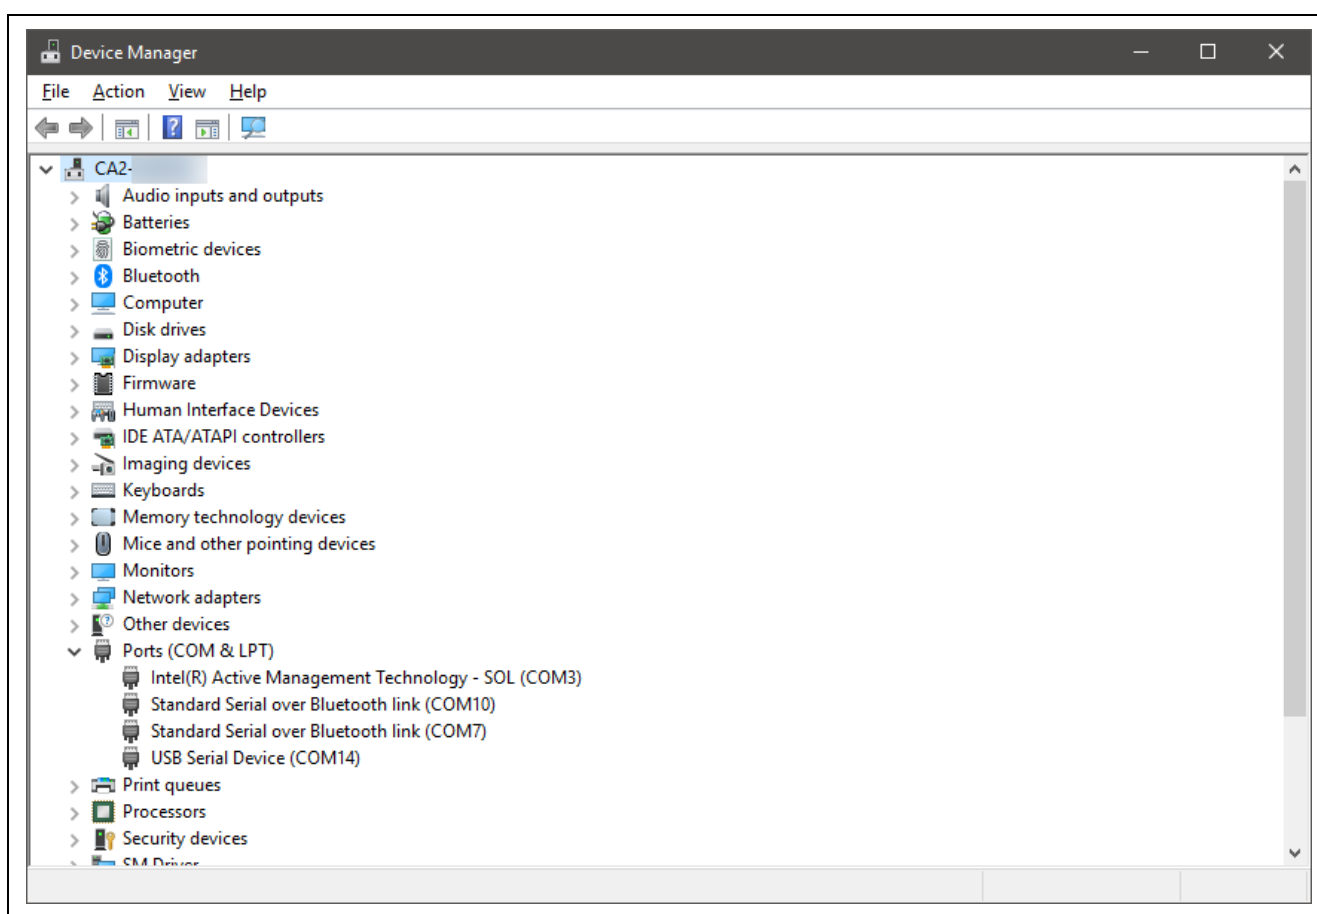 Device Manager
File Action View Help
CA2-
Audio inputs and outputs
Batteries
Biometric devices
Bluetooth
Computer
Disk drives
Display adapters
Firmware
Human Interface Devices
IDE ATA/ATAPI controllers
Imaging devices
Keyboards
Memory technology devices
Mice and other pointing devices
Monitors
Network adapters
Other devices
Ports (COM & LPT)
Intel(R) Active Management Technology - SOL (COM3)
Standard Serial over Bluetooth link (COM10)
Standard Serial over Bluetooth link (COM7)
USB Serial Device (COM14)
Print queues
Processors
Security devices
SM Driver